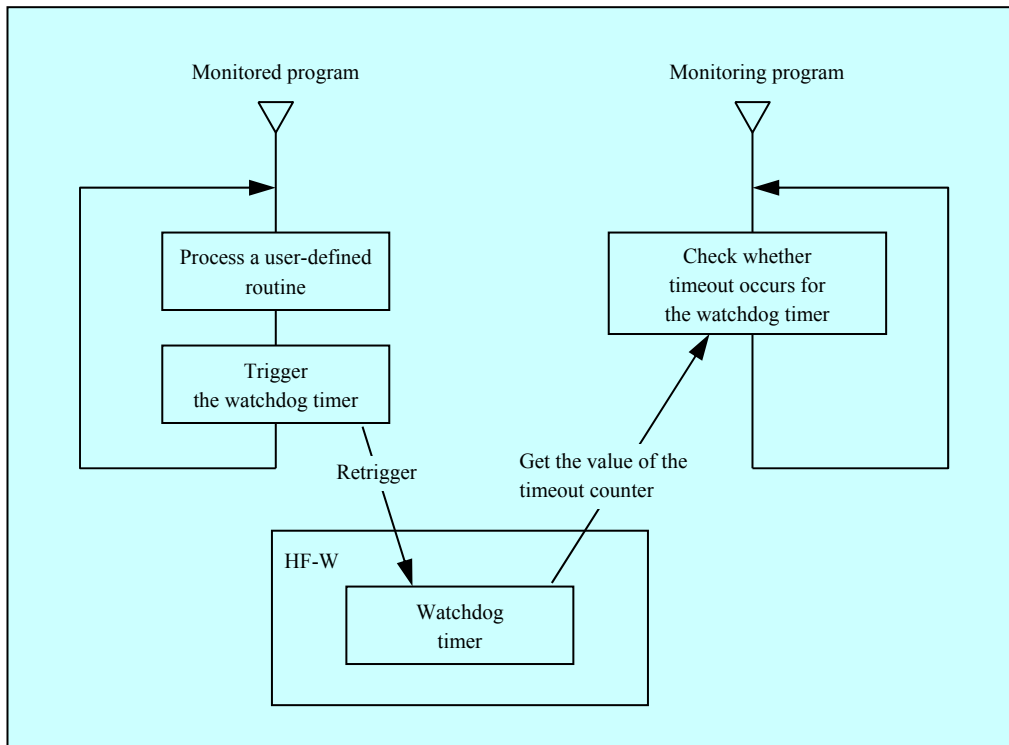 Monitored program
Monitoring program
Process a user-defined
routine
Check whether
timeout occurs for
the watchdog timer
Trigger
the watchdog timer
Retrigger
Get the value of the
timeout counter
HF-W
Watchdog
timer